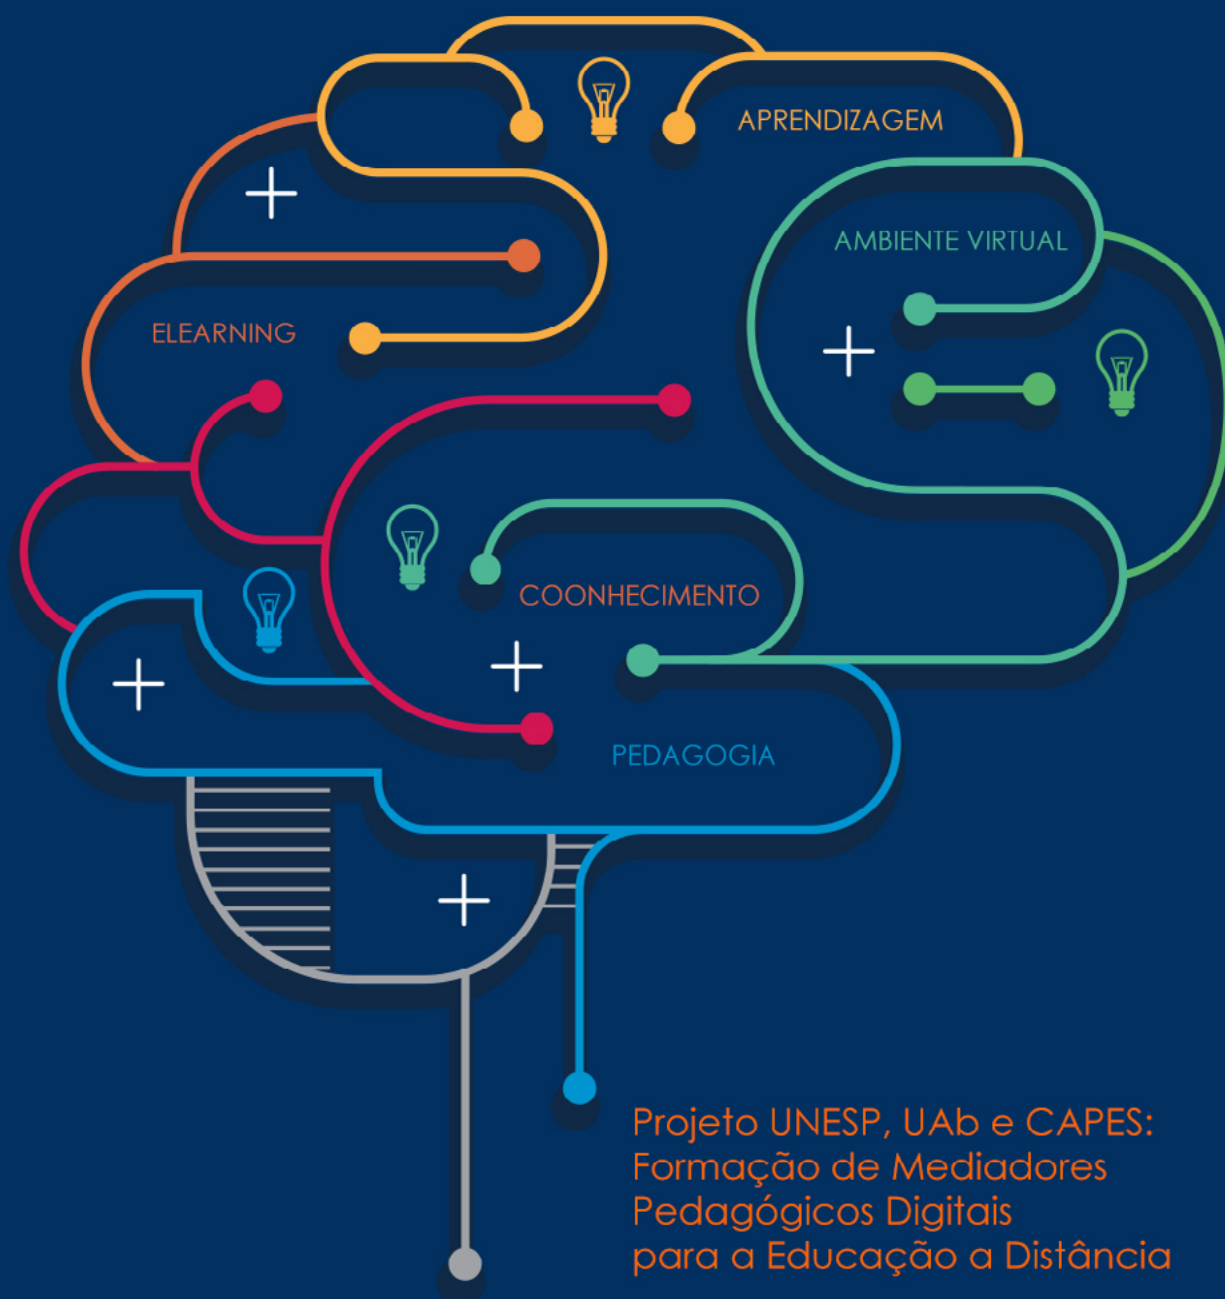 APRENDIZAGEM
AMBIENTE VIRTUAL
ELEARNING
COONHECIMENTO
PEDAGOGIA
Projeto UNESP, UAb e CAPES:
Formação de Mediadores
Pedagógicos Digitais
para a Educação a Distância